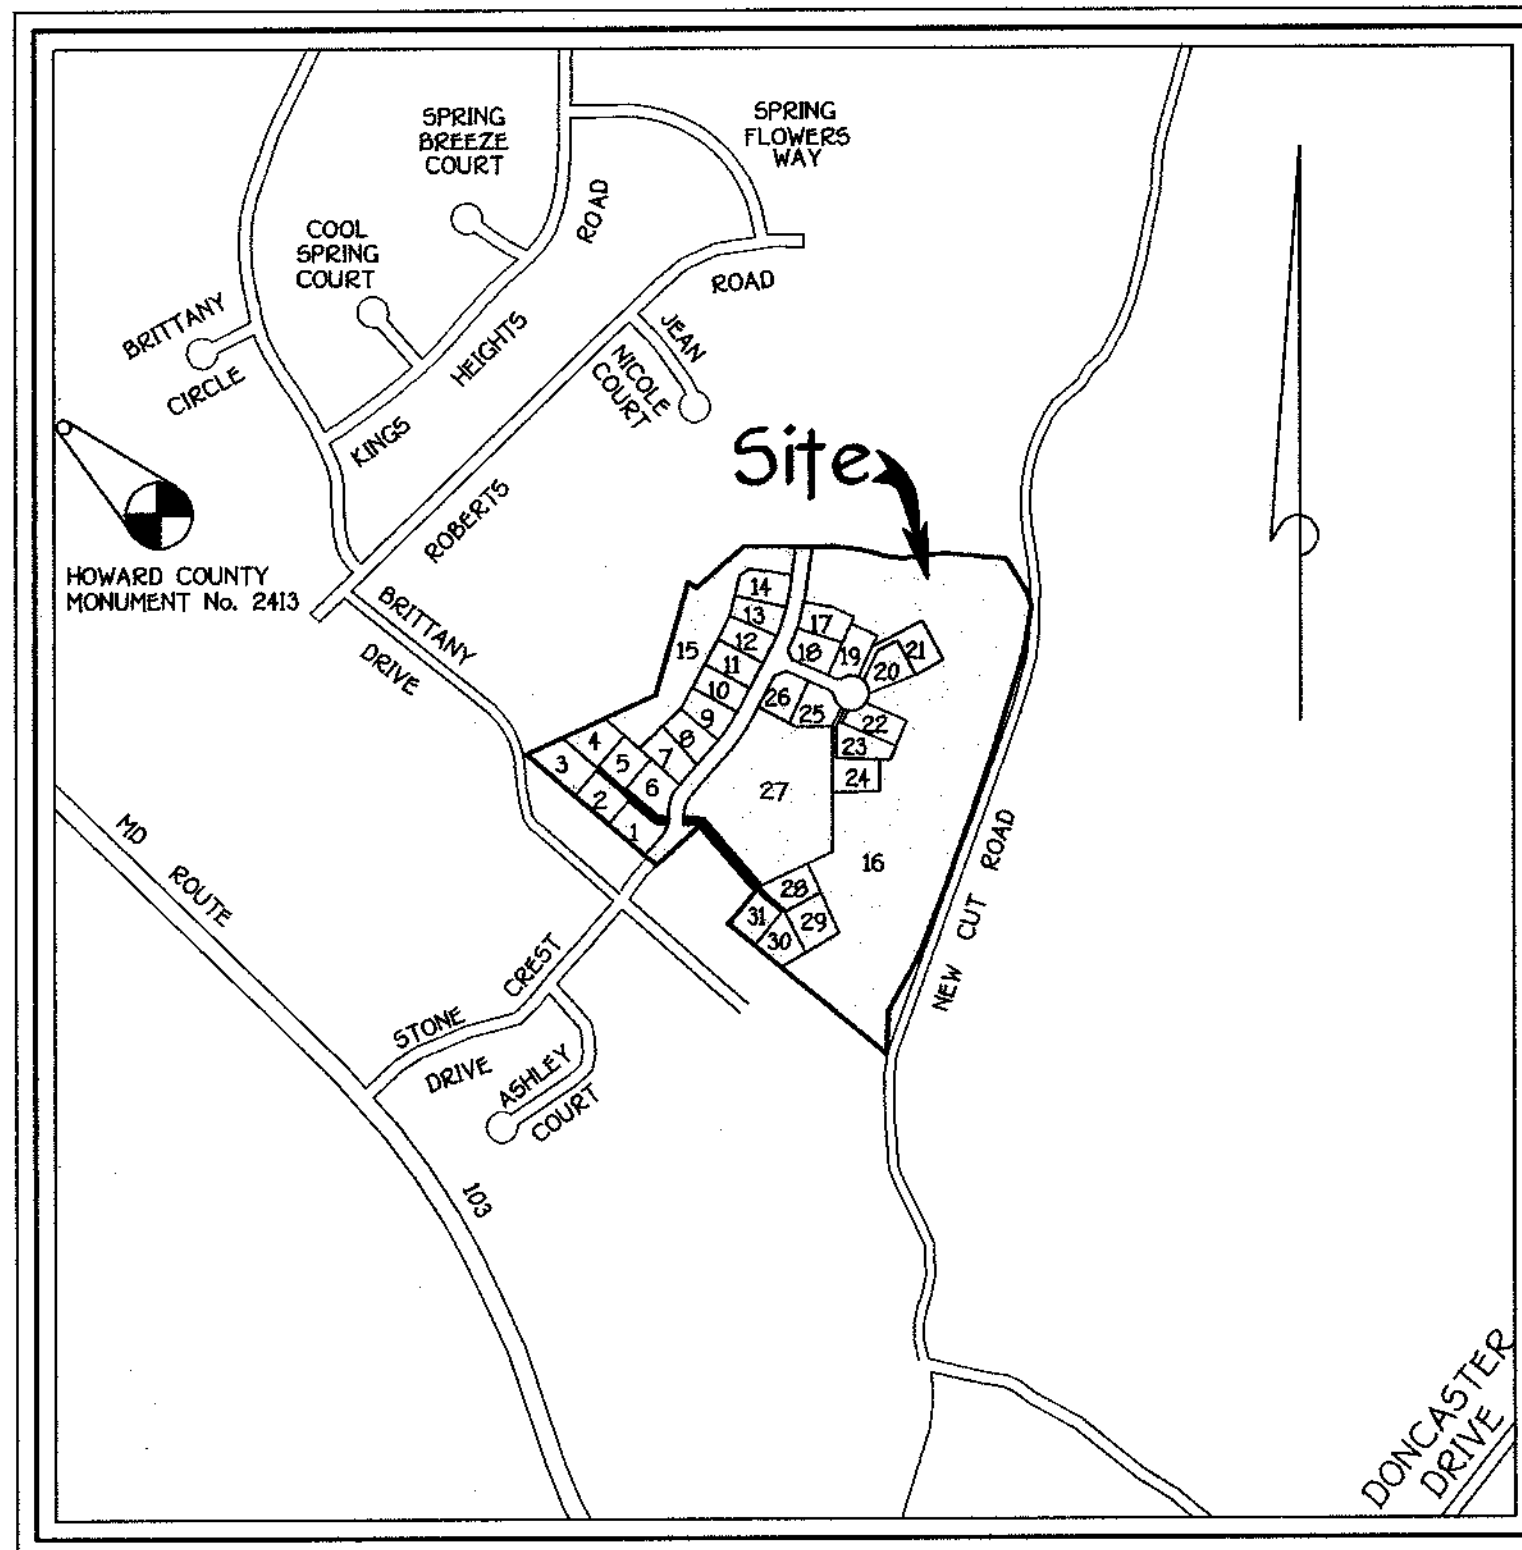 SPRING
BREEZE
COURT
SPRING
FLOWERS
WAY
COOL
SPRING
COURT
ROAD
ROAD
BRITTANY
CIRCLE
KINGS
HEIGHTS
JEAN
NICOLE
COURT
ROBERTS
Site
HOWARD COUNTY
MONUMENT No. 2413
BRITTANY
DRIVE
14
13
12
11
10
9
8
7
15
17
18
19
20
21
22
23
24
25
26
4
3
5
6
2
1
27
16
28
29
30
31
MD
ROUTE
103
STONE
CREST
DRIVE
ASHLEY
COURT
NEW
CUT
ROAD
DONCASTER
DRIVE